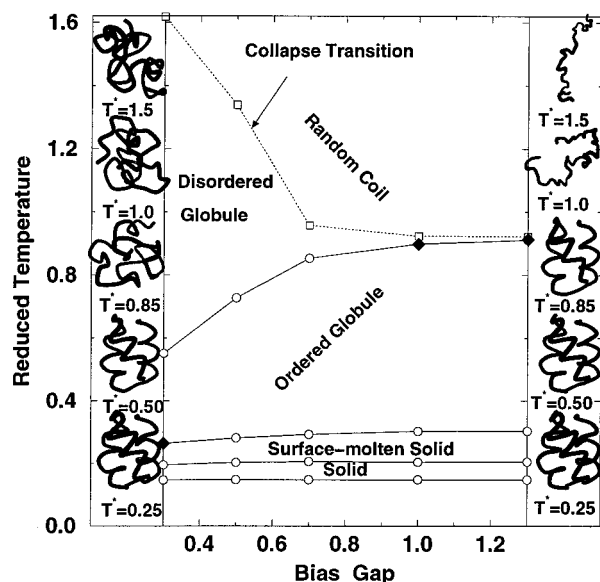 1.6
1.2
0.8
0.4
0.0
Reduced Temperature
T*=1.5
T*=1.0
T*=0.85
T*=0.50
T*=0.25
Collapse Transition
Random Coil
Disordered
Globule
Ordered Globule
Surface-molten Solid
Solid
T*=1.5
T*=1.0
T*=0.85
T*=0.50
T*=0.25
0.4
0.6
0.8
1.0
1.2
Bias Gap